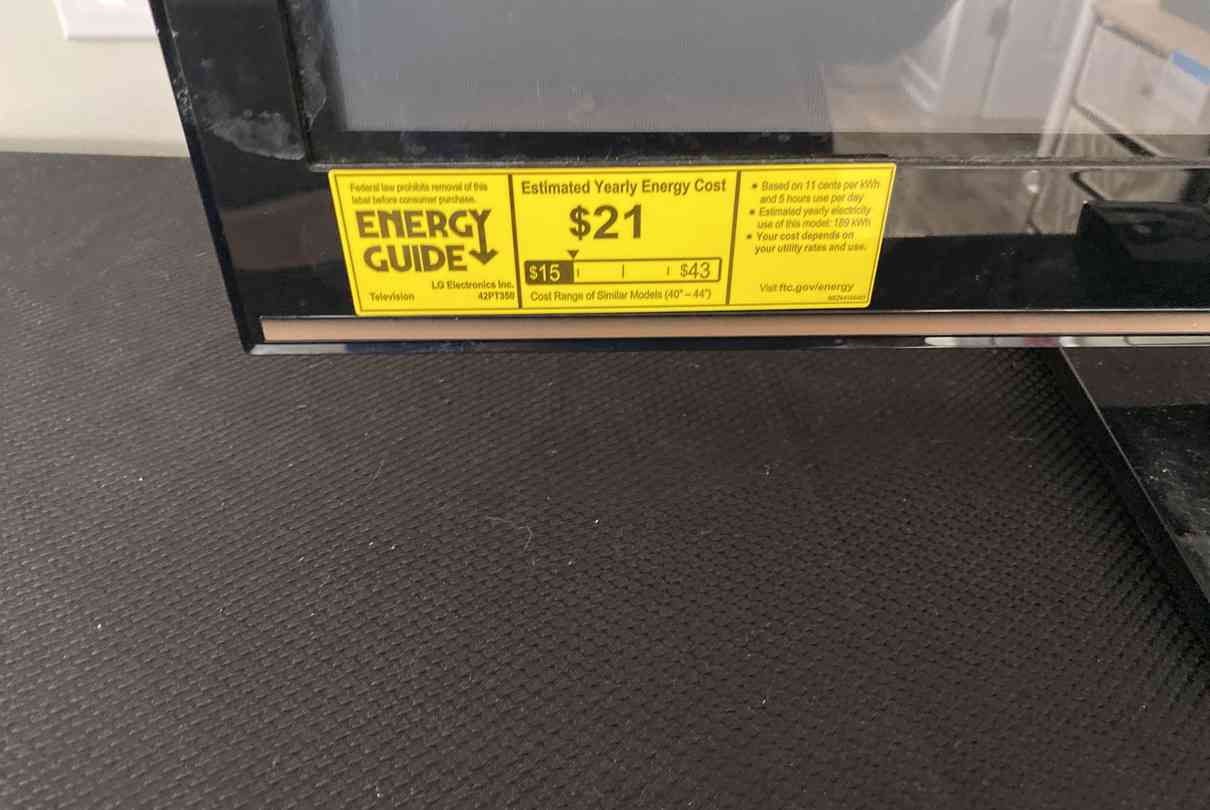 Federal law prohibits removal of this
label before consumer purchase.
ENERGY
GUIDE
LG Electronics Inc.
Television 42PT350
Estimated Yearly Energy Cost
$21
$15 $43
Cost Range of Similar Models (40" – 44")
• Based on 11 cents per kWh
and 5 hours use per day
• Estimated yearly electricity
use of this model: 189 kWh
• Your cost depends on
your utility rates and use.
Visit ftc.gov/energy